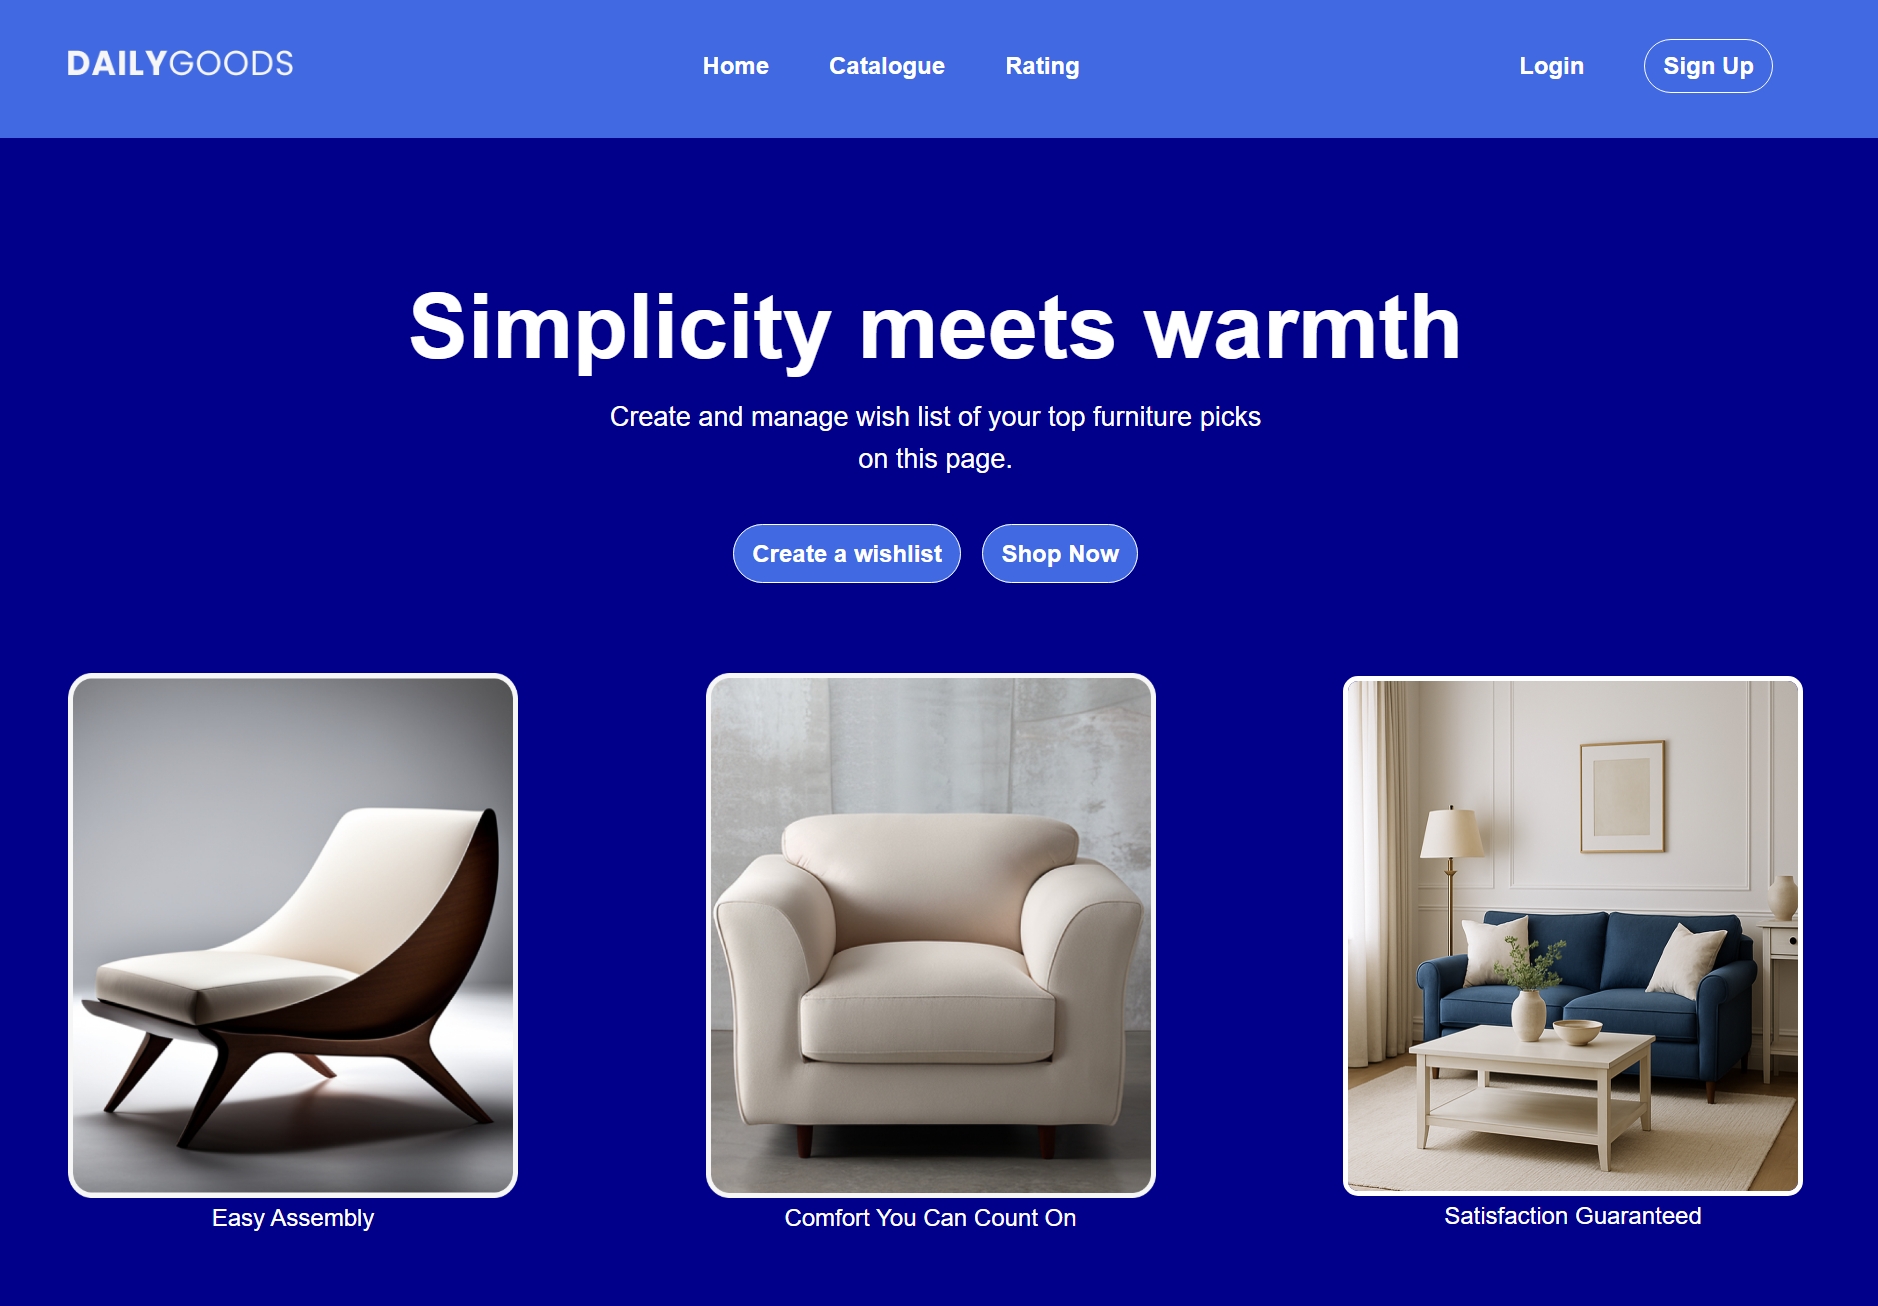 DAILYGOODS
Home
Catalogue
Rating
Login
Sign Up
Simplicity meets warmth
Create and manage wish list of your top furniture picks
on this page.
Create a wishlist
Shop Now
Easy Assembly
Comfort You Can Count On
Satisfaction Guaranteed